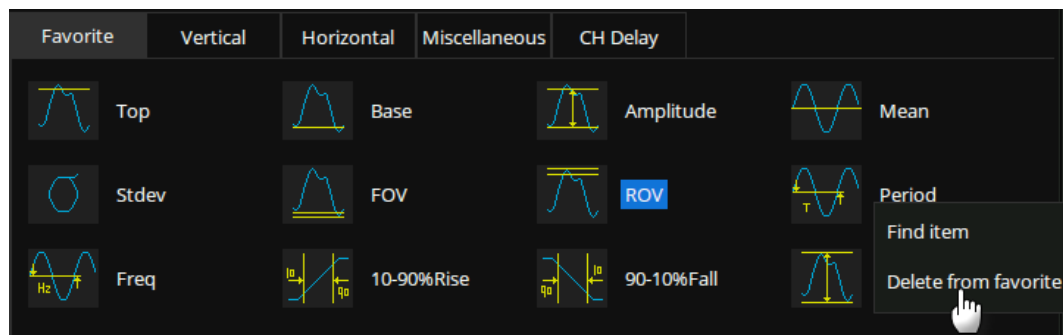 Favorite Vertical Horizontal Miscellaneous CH Delay
Top Base Amplitude Mean
Stdev FOV ROV Period
T
Find item
Hz Freq 10 90 10-90%Rise 10 90 90-10%Fall
Delete from favorite